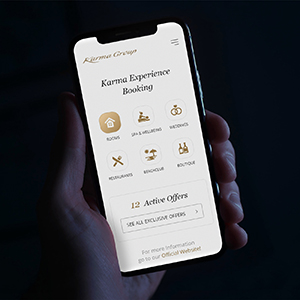 Karma Group
Karma Experience
Booking
ROOMS
SPA & WELLBEING
WEDDINGS
RESTAURANTS
BEACHCLUB
BOUTIQUE
12 Active Offers
SEE ALL EXCLUSIVE OFFERS
For more information
go to our Official Website!